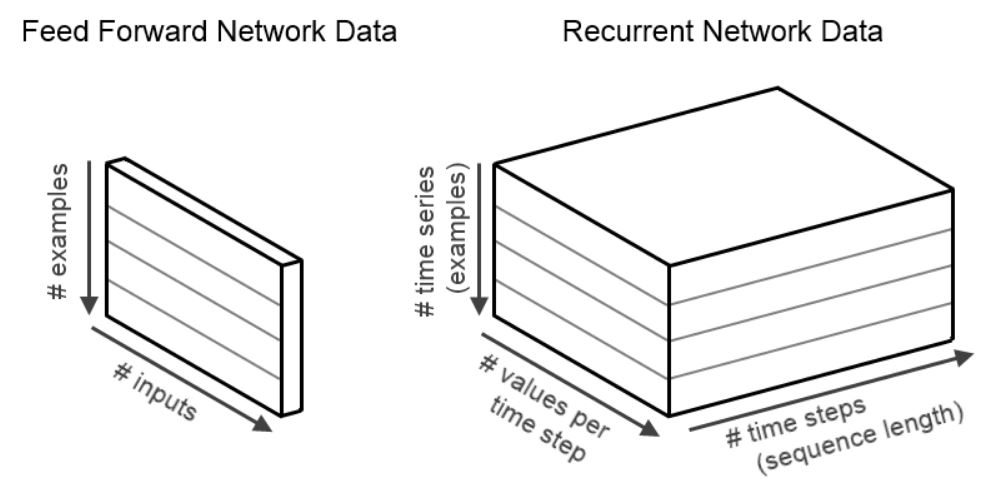 Feed Forward Network Data
# examples
# inputs
Recurrent Network Data
# time series
(examples)
# values per
time step
# time steps
(sequence length)